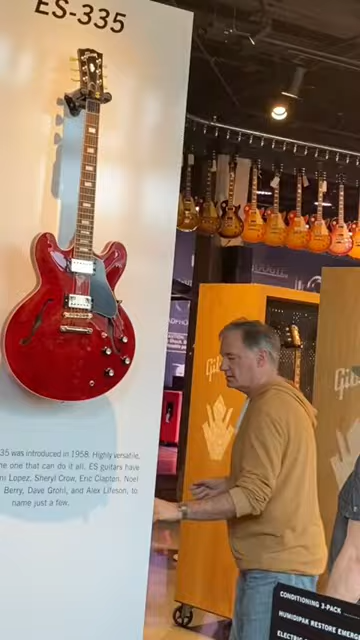 ES-335
35 was introduced in 1958. Highly versatile,
one that can do it all. ES guitars have
Lopez, Sheryl Crow, Eric Clapton, Noel
Berry, Dave Grohl, and Alex Lifeson, to
name just a few.
CONDITIONING 3-PACK
HUMIDIPAK RESTORE